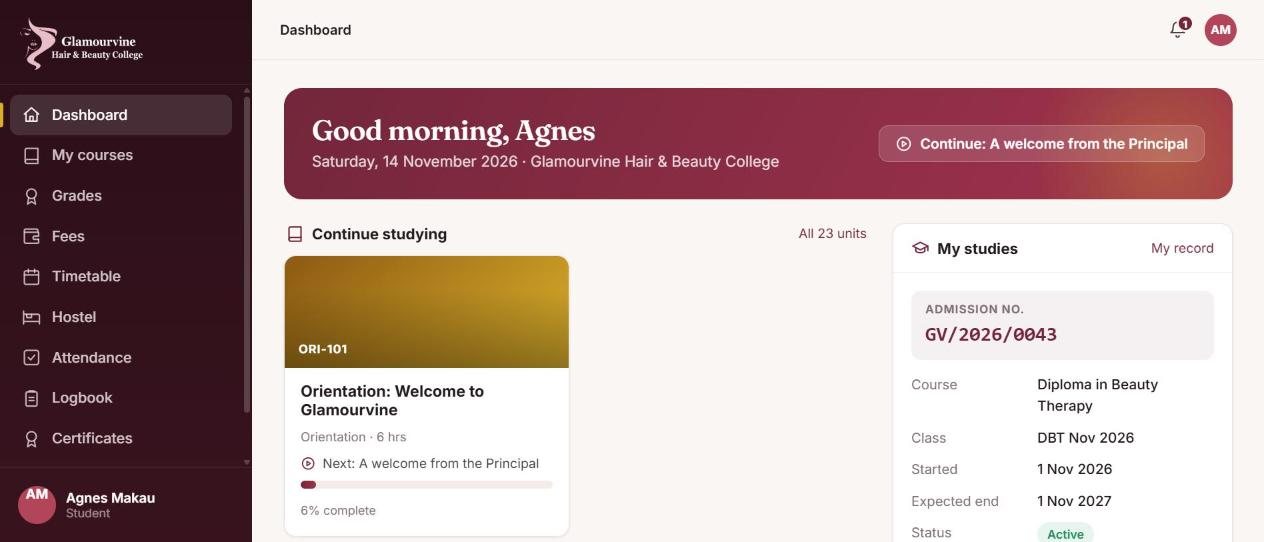 Glamourvine
Hair & Beauty College
Dashboard
My courses
Grades
Fees
Timetable
Hostel
Attendance
Logbook
Certificates
AM
Agnes Makau
Student
Dashboard
1
AM
Good morning, Agnes
Saturday, 14 November 2026 · Glamourvine Hair & Beauty College
Continue: A welcome from the Principal
Continue studying
All 23 units
ORI-101
Orientation: Welcome to
Glamourvine
Orientation · 6 hrs
Next: A welcome from the Principal
6% complete
My studies
My record
ADMISSION NO.
GV/2026/0043
Course
Diploma in Beauty
Therapy
Class
DBT Nov 2026
Started
1 Nov 2026
Expected end
1 Nov 2027
Status
Active